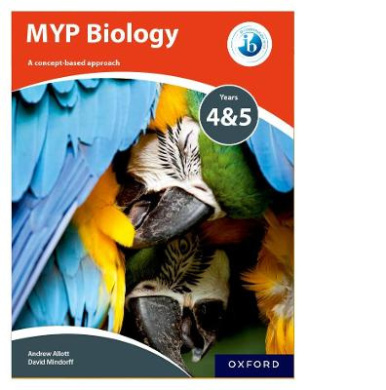 MYP Biology
A concept-based approach
ib
Years
4&5
Andrew Allott
David Mindorff
OXFORD